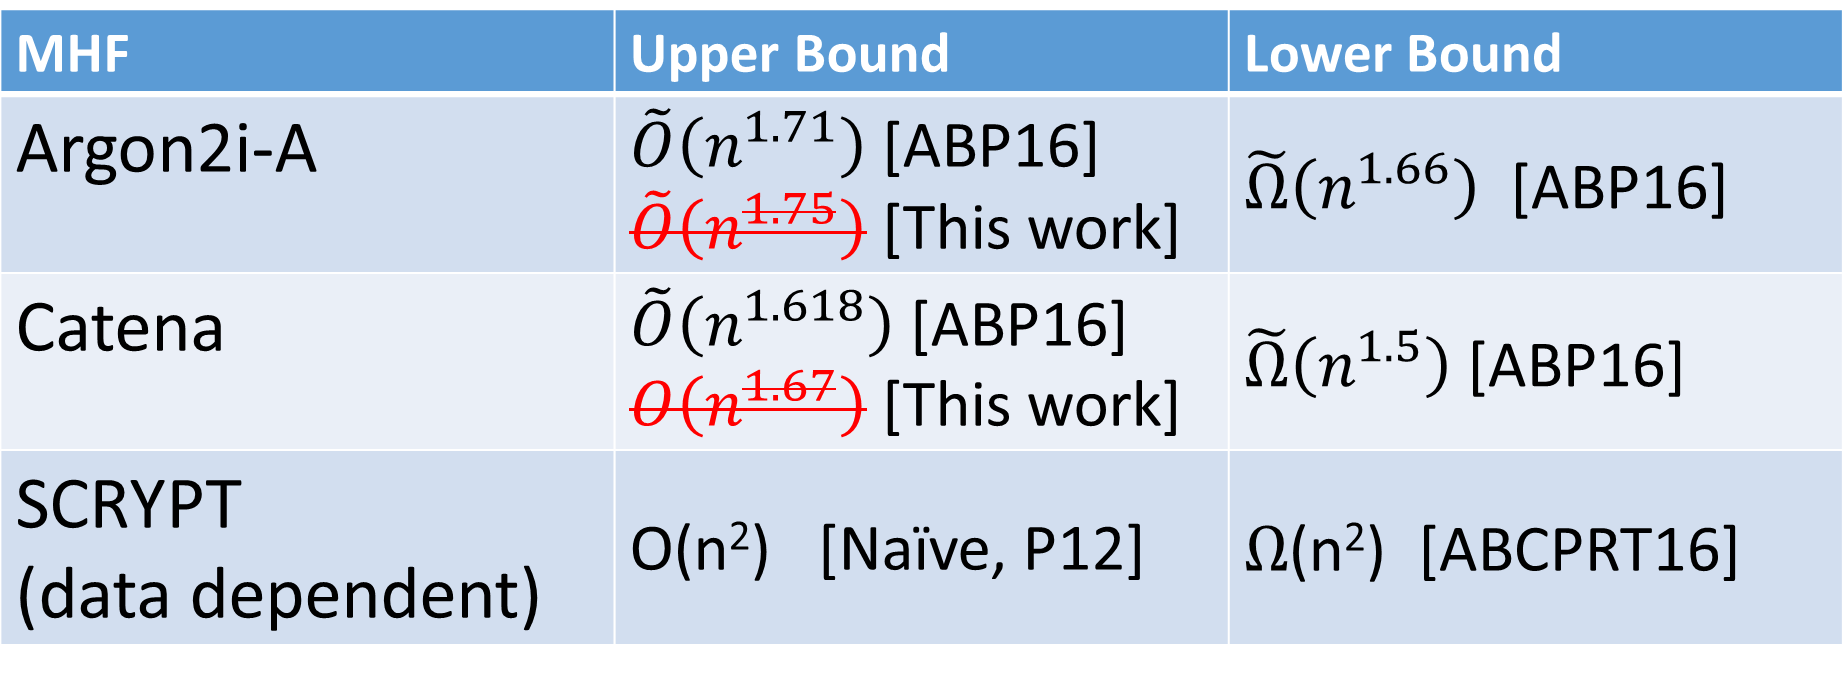 MHF Upper Bound Lower Bound
Argon2i-A
Õ(n^1.71) [ABP16]
Õ(n^1.75) [This work]
Ω̃(n^1.66) [ABP16]
Catena
Õ(n^1.618) [ABP16]
O(n^1.67) [This work]
Ω̃(n^1.5) [ABP16]
SCRYPT
(data dependent)
O(n²) [Naïve, P12]
Ω(n²) [ABCPRT16]